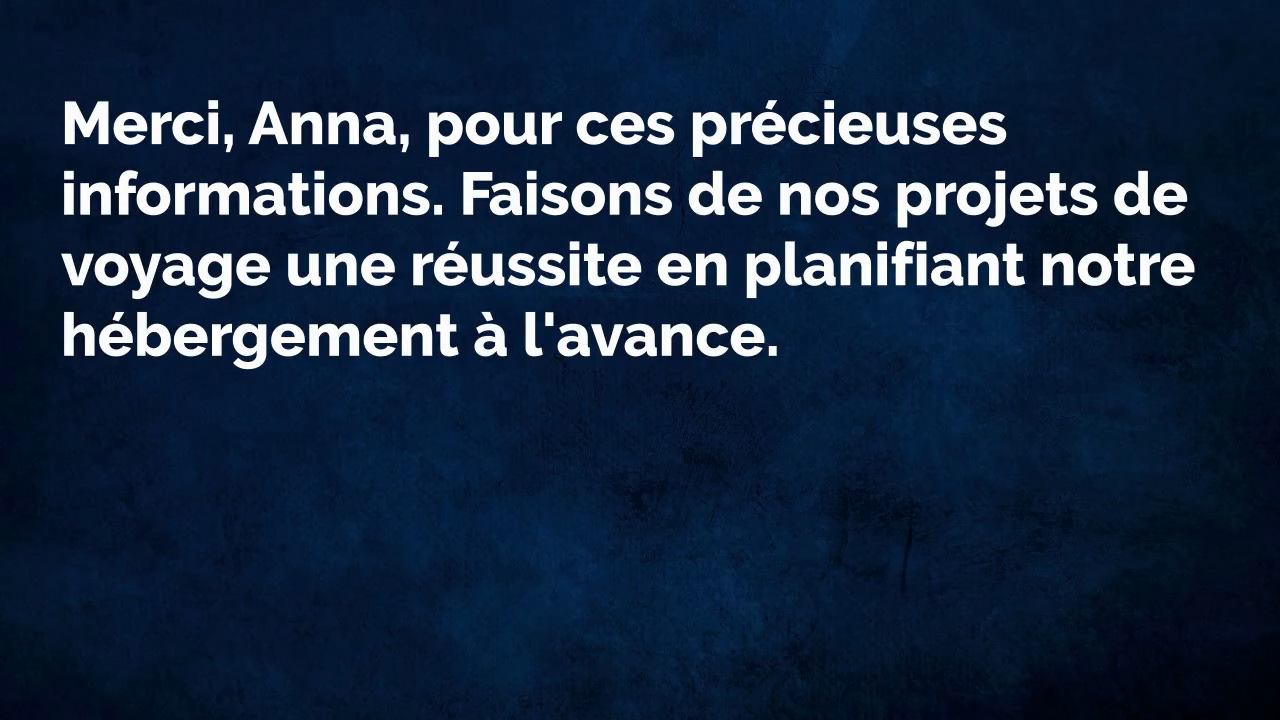 Merci, Anna, pour ces précieuses
informations. Faisons de nos projets de
voyage une réussite en planifiant notre
hébergement à l'avance.